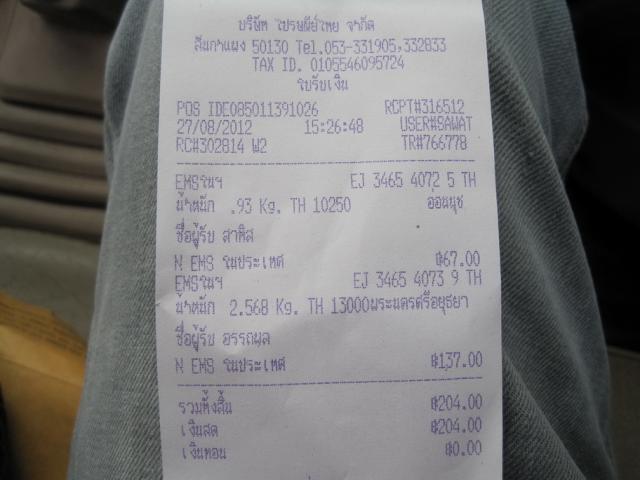 บริษัท ไปรษณีย์ไทย จำกัด
สันกำแพง 50130 Tel.053-331905,332833
TAX ID. 0105546095724
ใบรับเงิน
POS IDE085011391026 RCPT#316512
27/08/2012 15:26:48 USER#SAWAT
RC#302814 W2 TR#766778
EMSในฯ EJ 3465 4072 5 TH
น้ำหนัก .93 Kg. TH 10250 อ่อนนุช
ชื่อผู้รับ สาทิส
N EMS ในประเทศ ฿67.00
EMSในฯ EJ 3465 4073 9 TH
น้ำหนัก 2.568 Kg. TH 13000พระนครศรีอยุธยา
ชื่อผู้รับ อรรถพล
N EMS ในประเทศ ฿137.00
รวมทั้งสิ้น ฿204.00
เงินสด ฿204.00
เงินทอน ฿0.00